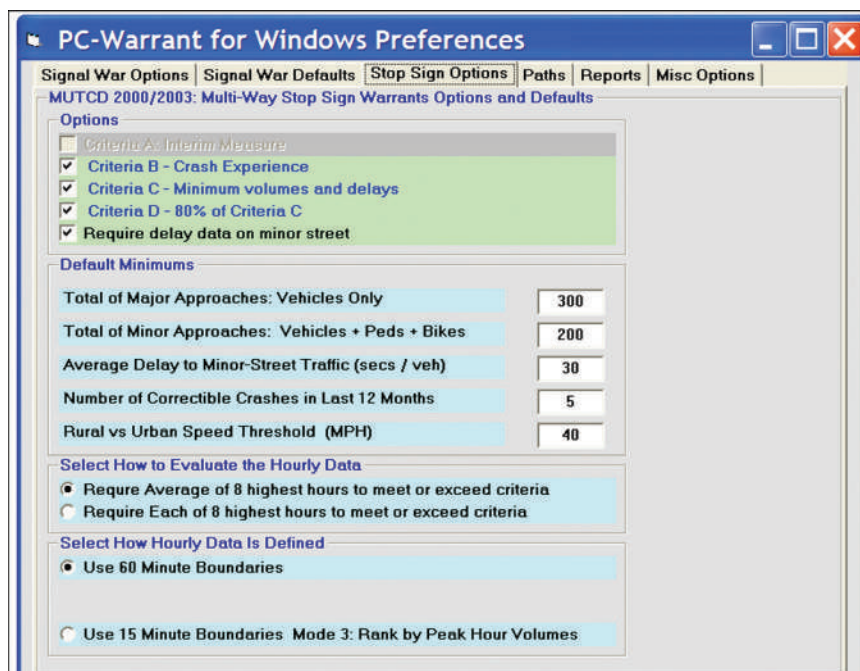 PC-Warrant for Windows Preferences
Signal War Options Signal War Defaults Stop Sign Options Paths Reports Misc Options
MUTCD 2000/2003: Multi-Way Stop Sign Warrants Options and Defaults
Options
Criteria A: Interim Measure
Criteria B - Crash Experience
Criteria C - Minimum volumes and delays
Criteria D - 80% of Criteria C
Require delay data on minor street
Default Minimums
Total of Major Approaches: Vehicles Only 300
Total of Minor Approaches: Vehicles + Peds + Bikes 200
Average Delay to Minor-Street Traffic (secs / veh) 30
Number of Correctible Crashes in Last 12 Months 5
Rural vs Urban Speed Threshold (MPH) 40
Select How to Evaluate the Hourly Data
Requre Average of 8 highest hours to meet or exceed criteria
Require Each of 8 highest hours to meet or exceed criteria
Select How Hourly Data Is Defined
Use 60 Minute Boundaries
Use 15 Minute Boundaries Mode 3: Rank by Peak Hour Volumes